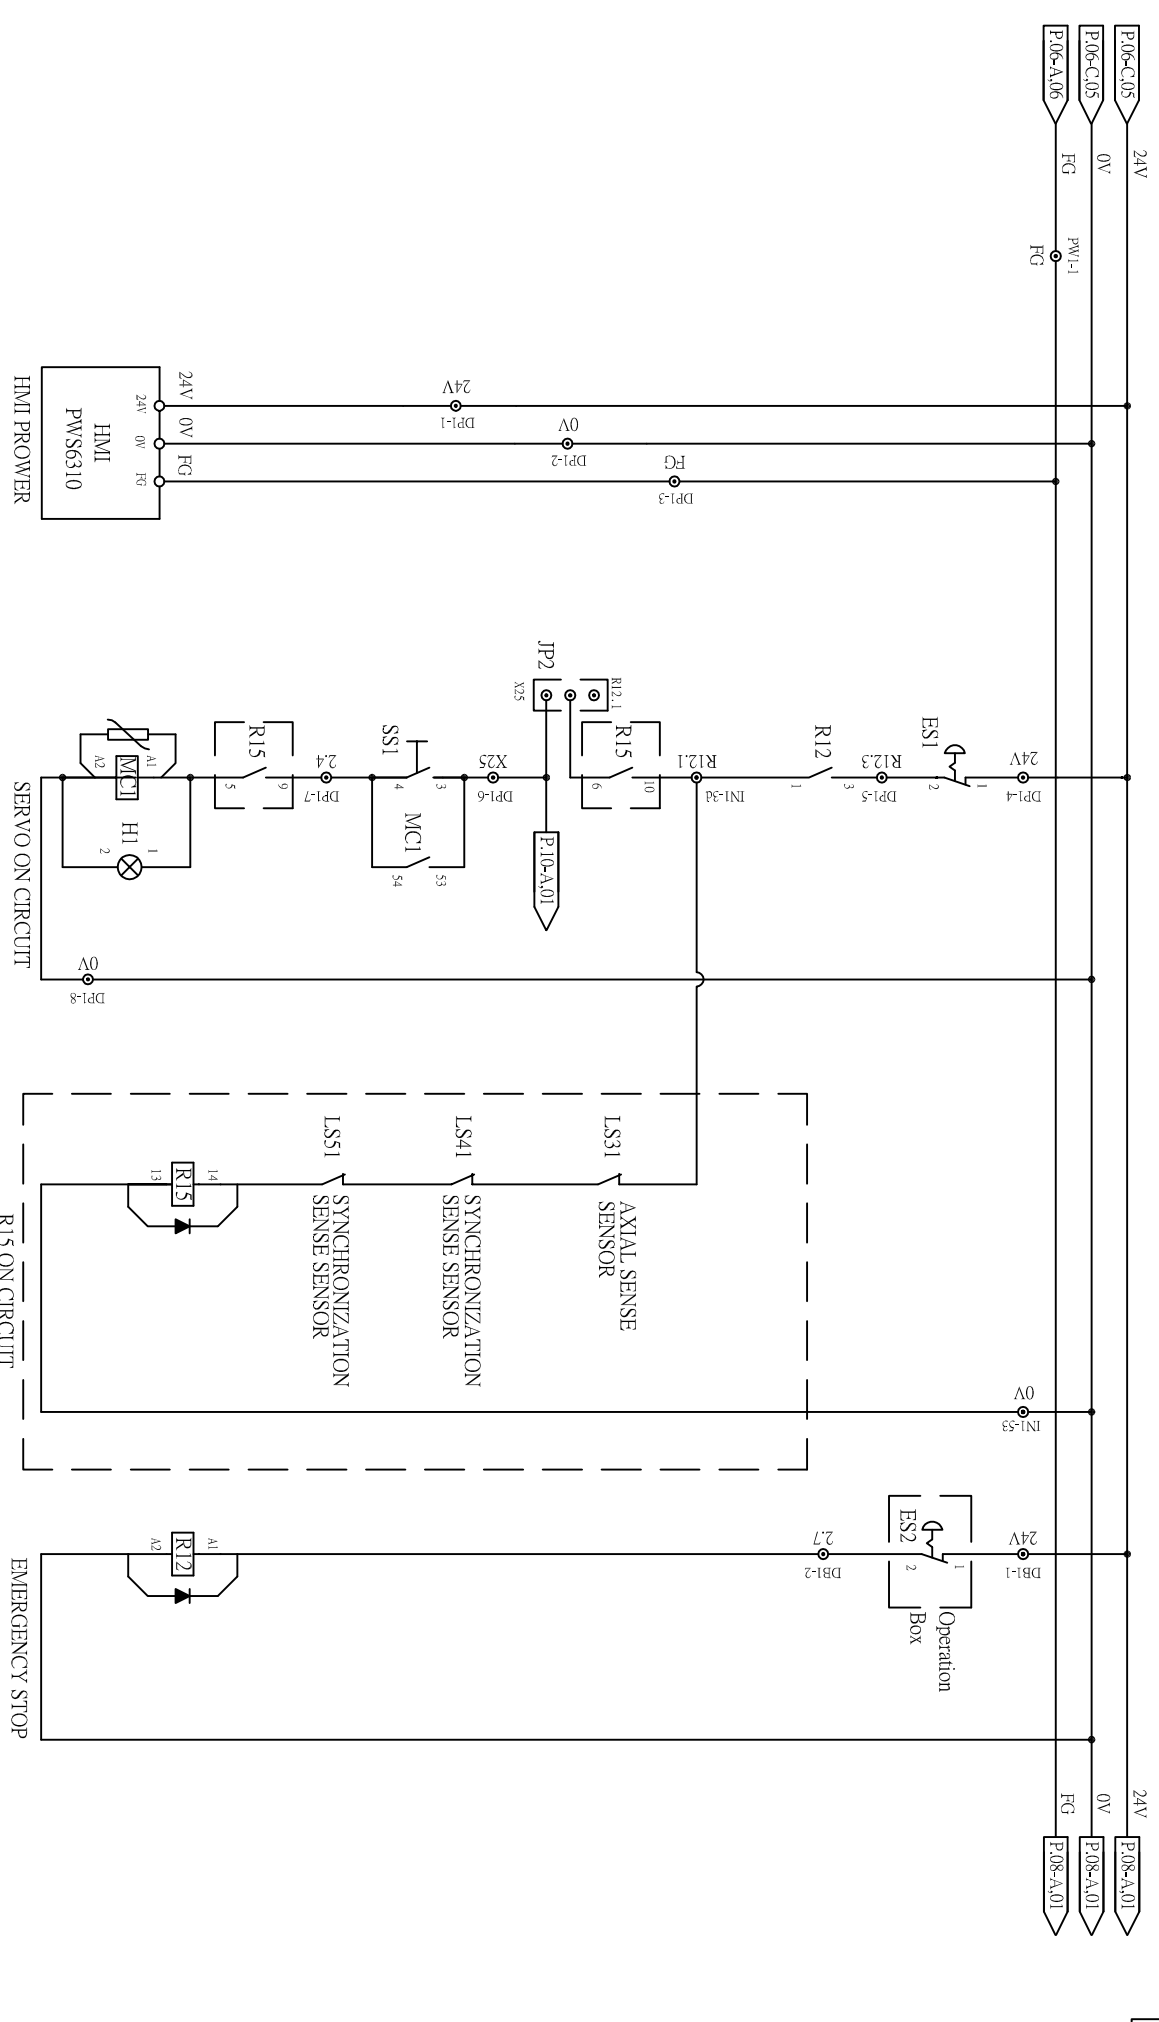 P.06-C,05
24V
24V
P.08-A,01
P.06-C,05
0V
0V
P.08-A,01
P.06-A,06
FG
PW1-1
FG
FG
P.08-A,01
24V
DP1-1
0V
DP1-2
FG
DP1-3
24V
0V
FG
24V
0V
FG
HMI
PWS6310
HMI PROWER
24V
DP1-4
ES1
1
2
R12.3
DP1-5
R12
3
1
R12.1
IN1-3d
R15
10
6
JP2
R12.1
X25
P.10-A,01
X25
DP1-6
SS1
3
4
MC1
53
54
2.4
DP1-7
R15
9
5
A1
MC1
A2
H1
1
2
0V
DP1-8
SERVO ON CIRCUIT
LS31
AXIAL SENSE
SENSOR
LS41
SYNCHRONIZATION
SENSE SENSOR
LS51
SYNCHRONIZATION
SENSE SENSOR
14
R15
13
0V
IN1-53
R15 ON CIRCUIT
24V
DB1-1
ES2
1
2
Operation
Box
2.7
DB1-2
A1
R12
A2
EMERGENCY STOP